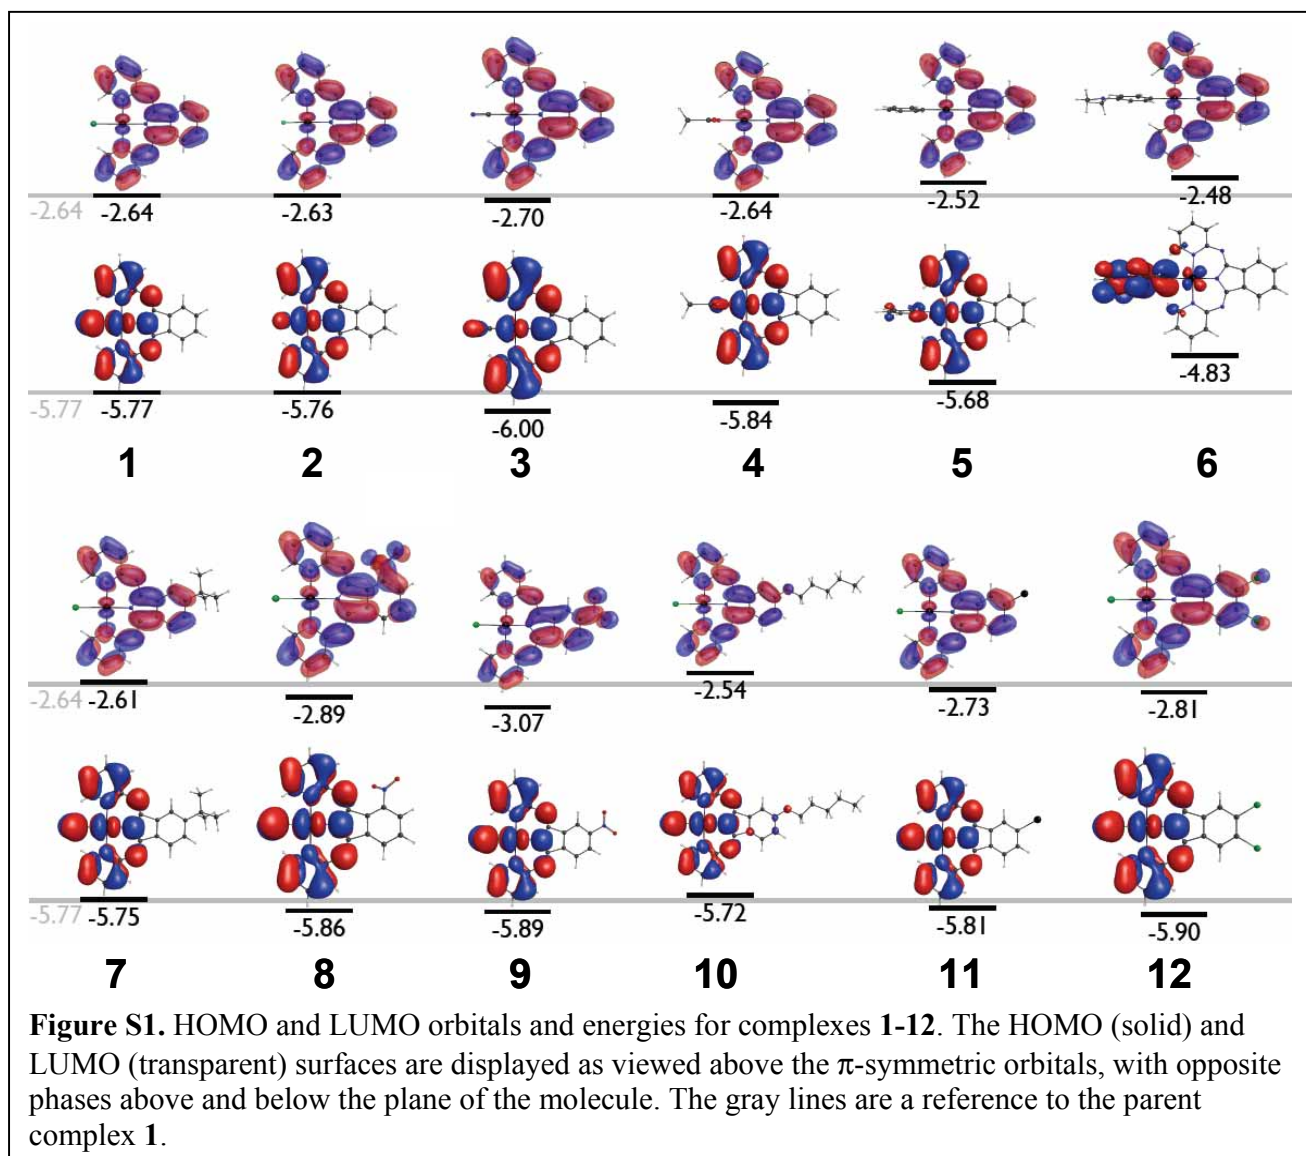 -2.64 -2.64 -2.63 -2.70 -2.64 -2.52 -2.48
-5.77 -5.77 -5.76 -6.00 -5.84 -5.68 -4.83
1 2 3 4 5 6
-2.64 -2.61 -2.89 -3.07 -2.54 -2.73 -2.81
-5.77 -5.75 -5.86 -5.89 -5.72 -5.81 -5.90
7 8 9 10 11 12
Figure S1. HOMO and LUMO orbitals and energies for complexes 1-12. The HOMO (solid) and
LUMO (transparent) surfaces are displayed as viewed above the π-symmetric orbitals, with opposite
phases above and below the plane of the molecule. The gray lines are a reference to the parent
complex 1.